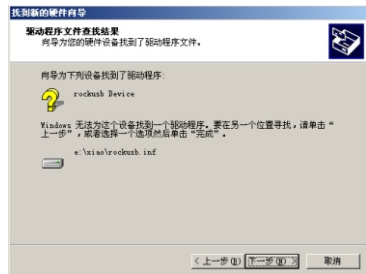 找到新的硬件向导
驱动程序文件查找结果
向导为您的硬件设备找到了驱动程序文件。
向导为下列设备找到了驱动程序:
rockusb Device
Windows 无法为这个设备找到一个驱动程序。要在另一个位置寻找,请单击“
上一步”,或者选择一个选项然后单击“完成”。
e:\xiao\rockusb.inf
< 上一步(B) 下一步(N) > 取消